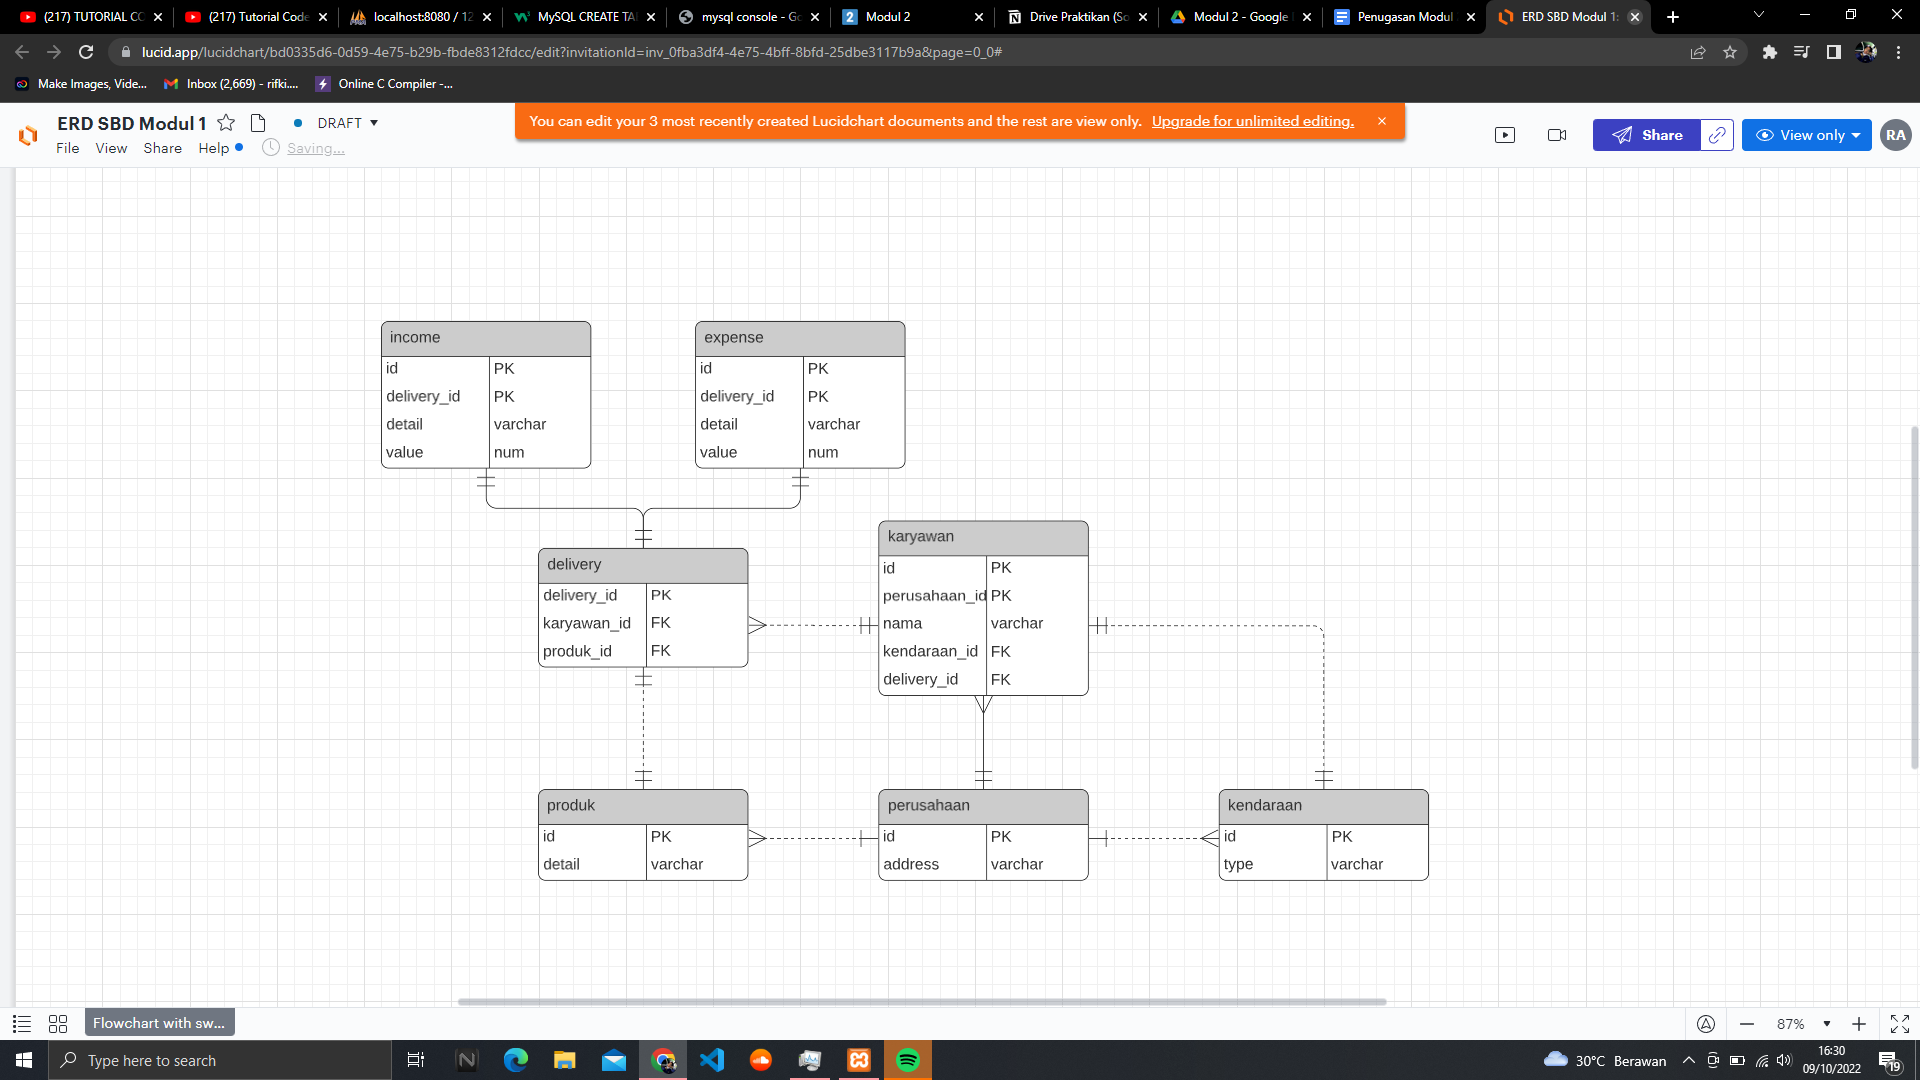 (217) TUTORIAL CO
(217) Tutorial Code
localhost:8080 / 12
MySQL CREATE TA
mysql console - Go
Modul 2
Drive Praktikan (So
Modul 2 - Google
Penugasan Modul
ERD SBD Modul 1:
lucid.app/lucidchart/bd0335d6-0d59-4e75-b29b-fbde8312fdcc/edit?invitationId=inv_0fba3df4-4e75-4bff-8bfd-25dbe3117b9a&page=0_0#
Make Images, Vide...
Inbox (2,669) - rifki....
Online C Compiler -...
ERD SBD Modul 1
DRAFT
You can edit your 3 most recently created Lucidchart documents and the rest are view only. Upgrade for unlimited editing.
Share
View only
RA
File View Share Help
Saving...
income
id PK
delivery_id PK
detail varchar
value num
expense
id PK
delivery_id PK
detail varchar
value num
delivery
delivery_id PK
karyawan_id FK
produk_id FK
karyawan
id PK
perusahaan_id PK
nama varchar
kendaraan_id FK
delivery_id FK
produk
id PK
detail varchar
perusahaan
id PK
address varchar
kendaraan
id PK
type varchar
Flowchart with sw...
87%
Type here to search
30°C Berawan
16:30
09/10/2022
19